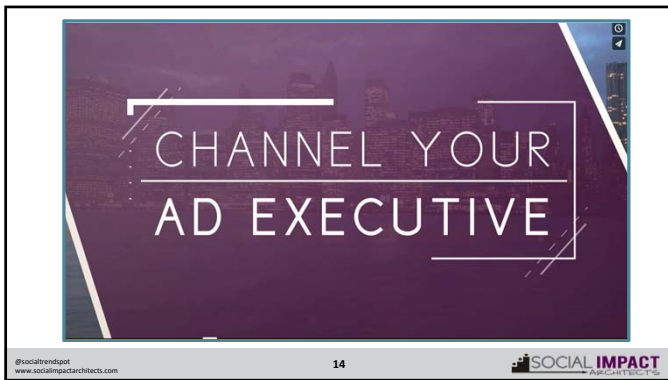 CHANNEL YOUR
AD EXECUTIVE
@socialtrendspot
www.socialimpactarchitects.com
14
SOCIAL IMPACT
ARCHITECTS